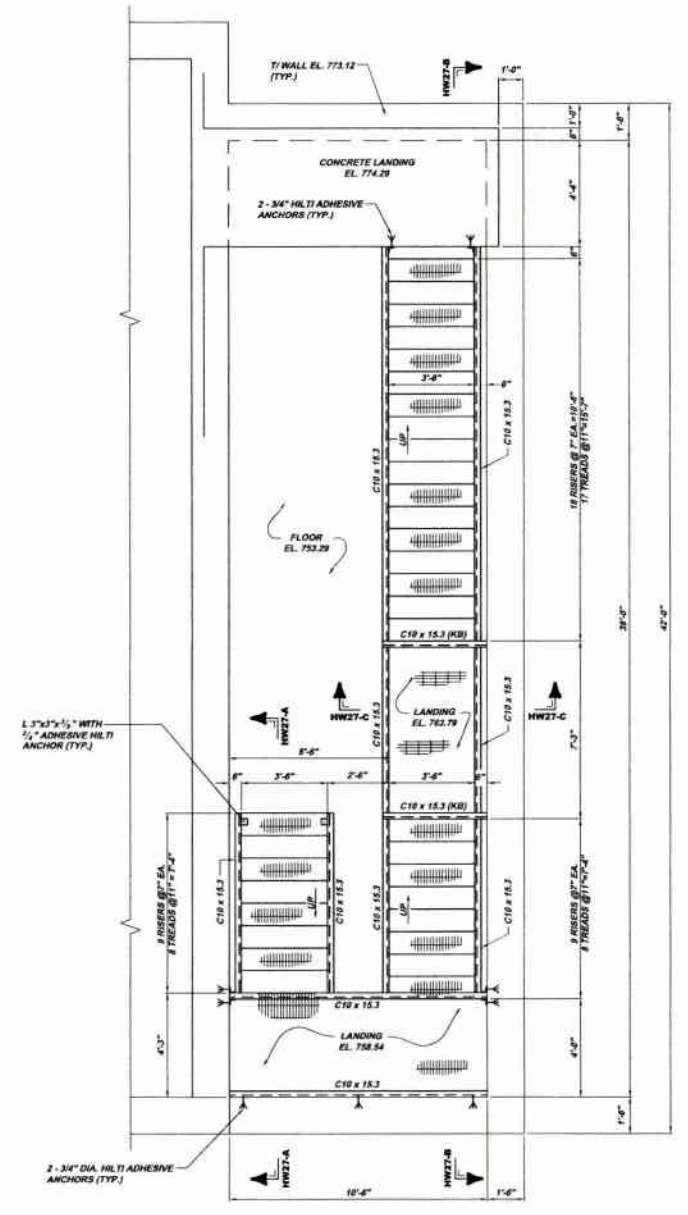 T/ WALL EL. 773.12
(TYP.)
HW27-B
1'-0"
CONCRETE LANDING
EL. 774.29
2 - 3/4" HILTI ADHESIVE
ANCHORS (TYP.)
6"
1'-0"
1'-6"
4'-4"
6"
3'-6"
6"
UP
C10 x 15.3
C10 x 15.3
18 RISERS @ 7" EA.=10'-6"
17 TREADS @11"=15'-7"
FLOOR
EL. 753.29
C10 x 15.3 (KB)
39'-0"
42'-0"
HW27-A
HW27-C
LANDING
EL. 763.79
C10 x 15.3
C10 x 15.3
HW27-C
7'-3"
L 3"x3"x3/8" WITH
3/4" ADHESIVE HILTI
ANCHOR (TYP.)
6"
3'-6"
2'-6"
3'-6"
6"
C10 x 15.3 (KB)
9 RISERS @7" EA.
8 TREADS @11" = 7'-4"
C10 x 15.3
UP
C10 x 15.3
C10 x 15.3
UP
C10 x 15.3
9 RISERS @7" EA.
8 TREADS @11"=7'-4"
C10 x 15.3
4'-3"
LANDING
EL. 758.54
4'-0"
C10 x 15.3
1'-6"
2 - 3/4" DIA. HILTI ADHESIVE
ANCHORS (TYP.)
HW27-A
HW27-B
10'-6"
1'-6"